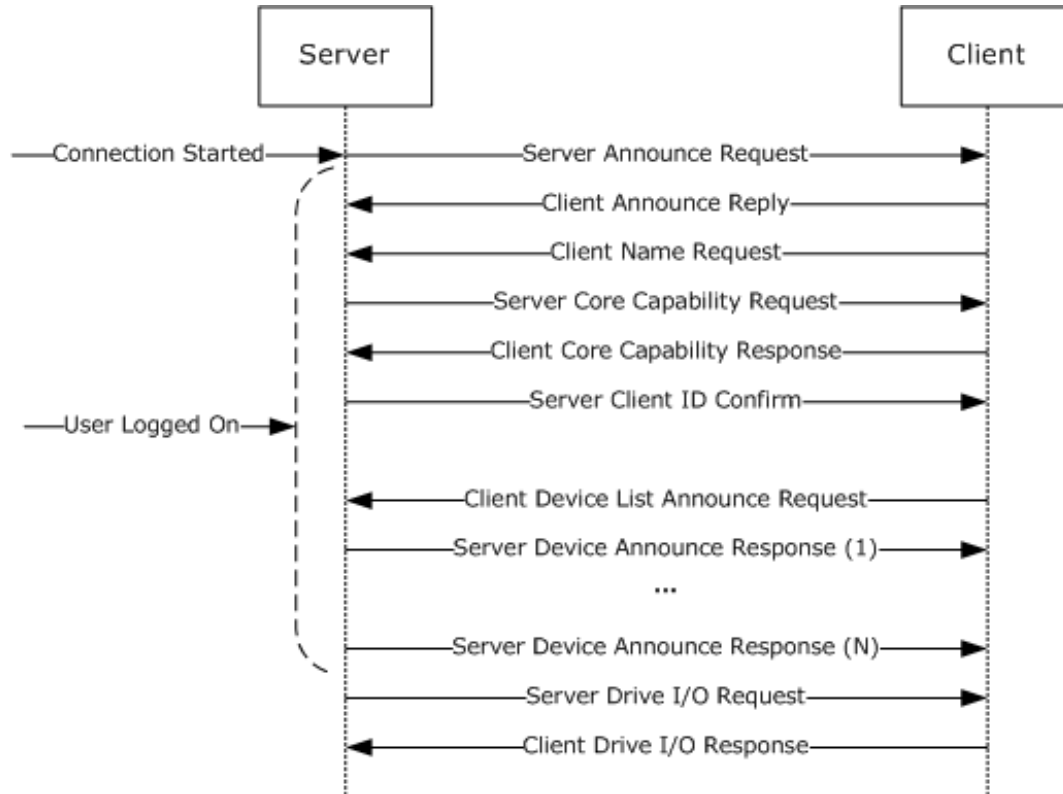 Server
Client
Connection Started
Server Announce Request
Client Announce Reply
Client Name Request
Server Core Capability Request
Client Core Capability Response
Server Client ID Confirm
User Logged On
Client Device List Announce Request
Server Device Announce Response (1)
...
Server Device Announce Response (N)
Server Drive I/O Request
Client Drive I/O Response